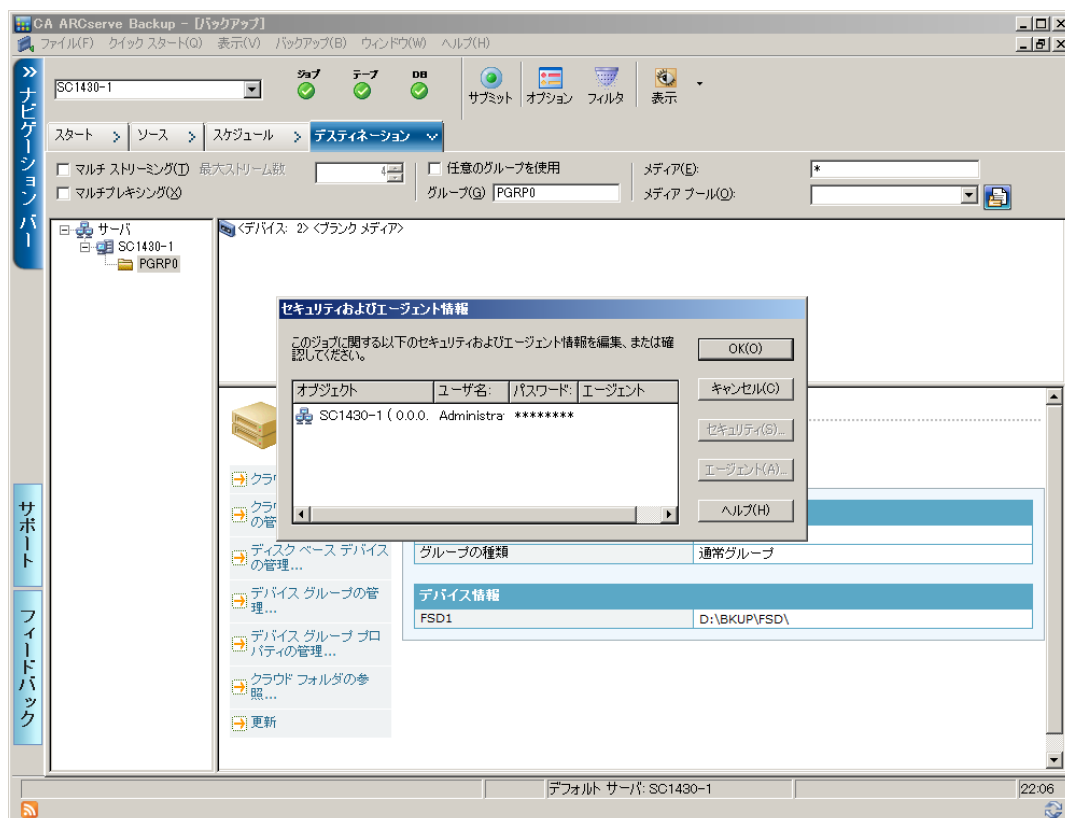 CA ARCserve Backup - [バックアップ]
ファイル(F) クイック スタート(Q) 表示(V) バックアップ(B) ウィンドウ(W) ヘルプ(H)
ナビゲーション バー
SC1430-1
ジョブ テープ DB
サブミット オプション フィルタ 表示
スタート ソース スケジュール デスティネーション
マルチ ストリーミング(T) 最大ストリーム数 4 任意のグループを使用 メディア(E): *
マルチプレキシング(X) グループ(G) PGRP0 メディア プール(O):
サーバ
SC1430-1
PGRP0
<デバイス: 2> <ブランク メディア>
セキュリティおよびエージェント情報
このジョブに関する以下のセキュリティおよびエージェント情報を編集、または確
認してください。
オブジェクト ユーザ名: パスワード: エージェント
SC1430-1 ( 0.0.0. Administra ********
OK(O)
キャンセル(C)
セキュリティ(S)...
エージェント(A)...
ヘルプ(H)
クラ
クラ
の管
ディスク ベース デバイス
の管理...
デバイス グループの管
理...
デバイス グループ プロ
パティの管理...
クラウド フォルダの参
照...
更新
グループの種類 通常グループ
デバイス情報
FSD1 D:\BKUP\FSD\
サポート
フィードバック
デフォルト サーバ: SC1430-1
22:06